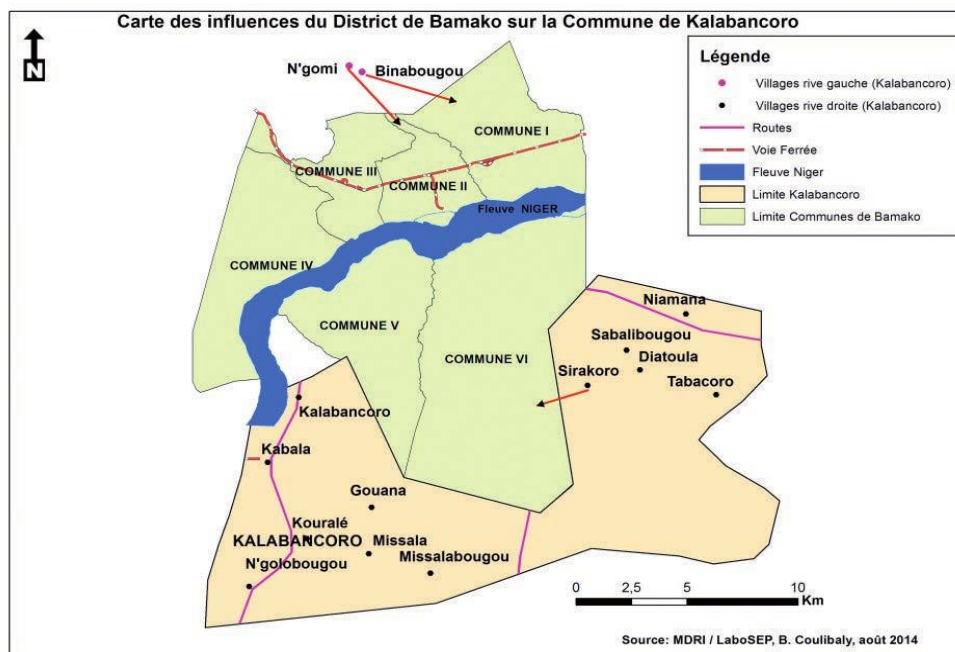 Carte des influences du District de Bamako sur la Commune de Kalabancoro
N
N'gomi
Binabougou
COMMUNE I
COMMUNE III
COMMUNE II
Fleuve NIGER
COMMUNE IV
COMMUNE V
COMMUNE VI
Niamana
Sabalibougou
Diatoula
Sirakoro
Tabacoro
Kalabancoro
Kabala
Gouana
Kouralé
KALABANCORO
Missala
N'golobougou
Missalabougou
Légende
Villages rive gauche (Kalabancoro)
Villages rive droite (Kalabancoro)
Routes
Voie Ferrée
Fleuve Niger
Limite Kalabancoro
Limite Communes de Bamako
0 2,5 5 10
Km
Source: MDRI / LaboSEP, B. Coulibaly, août 2014